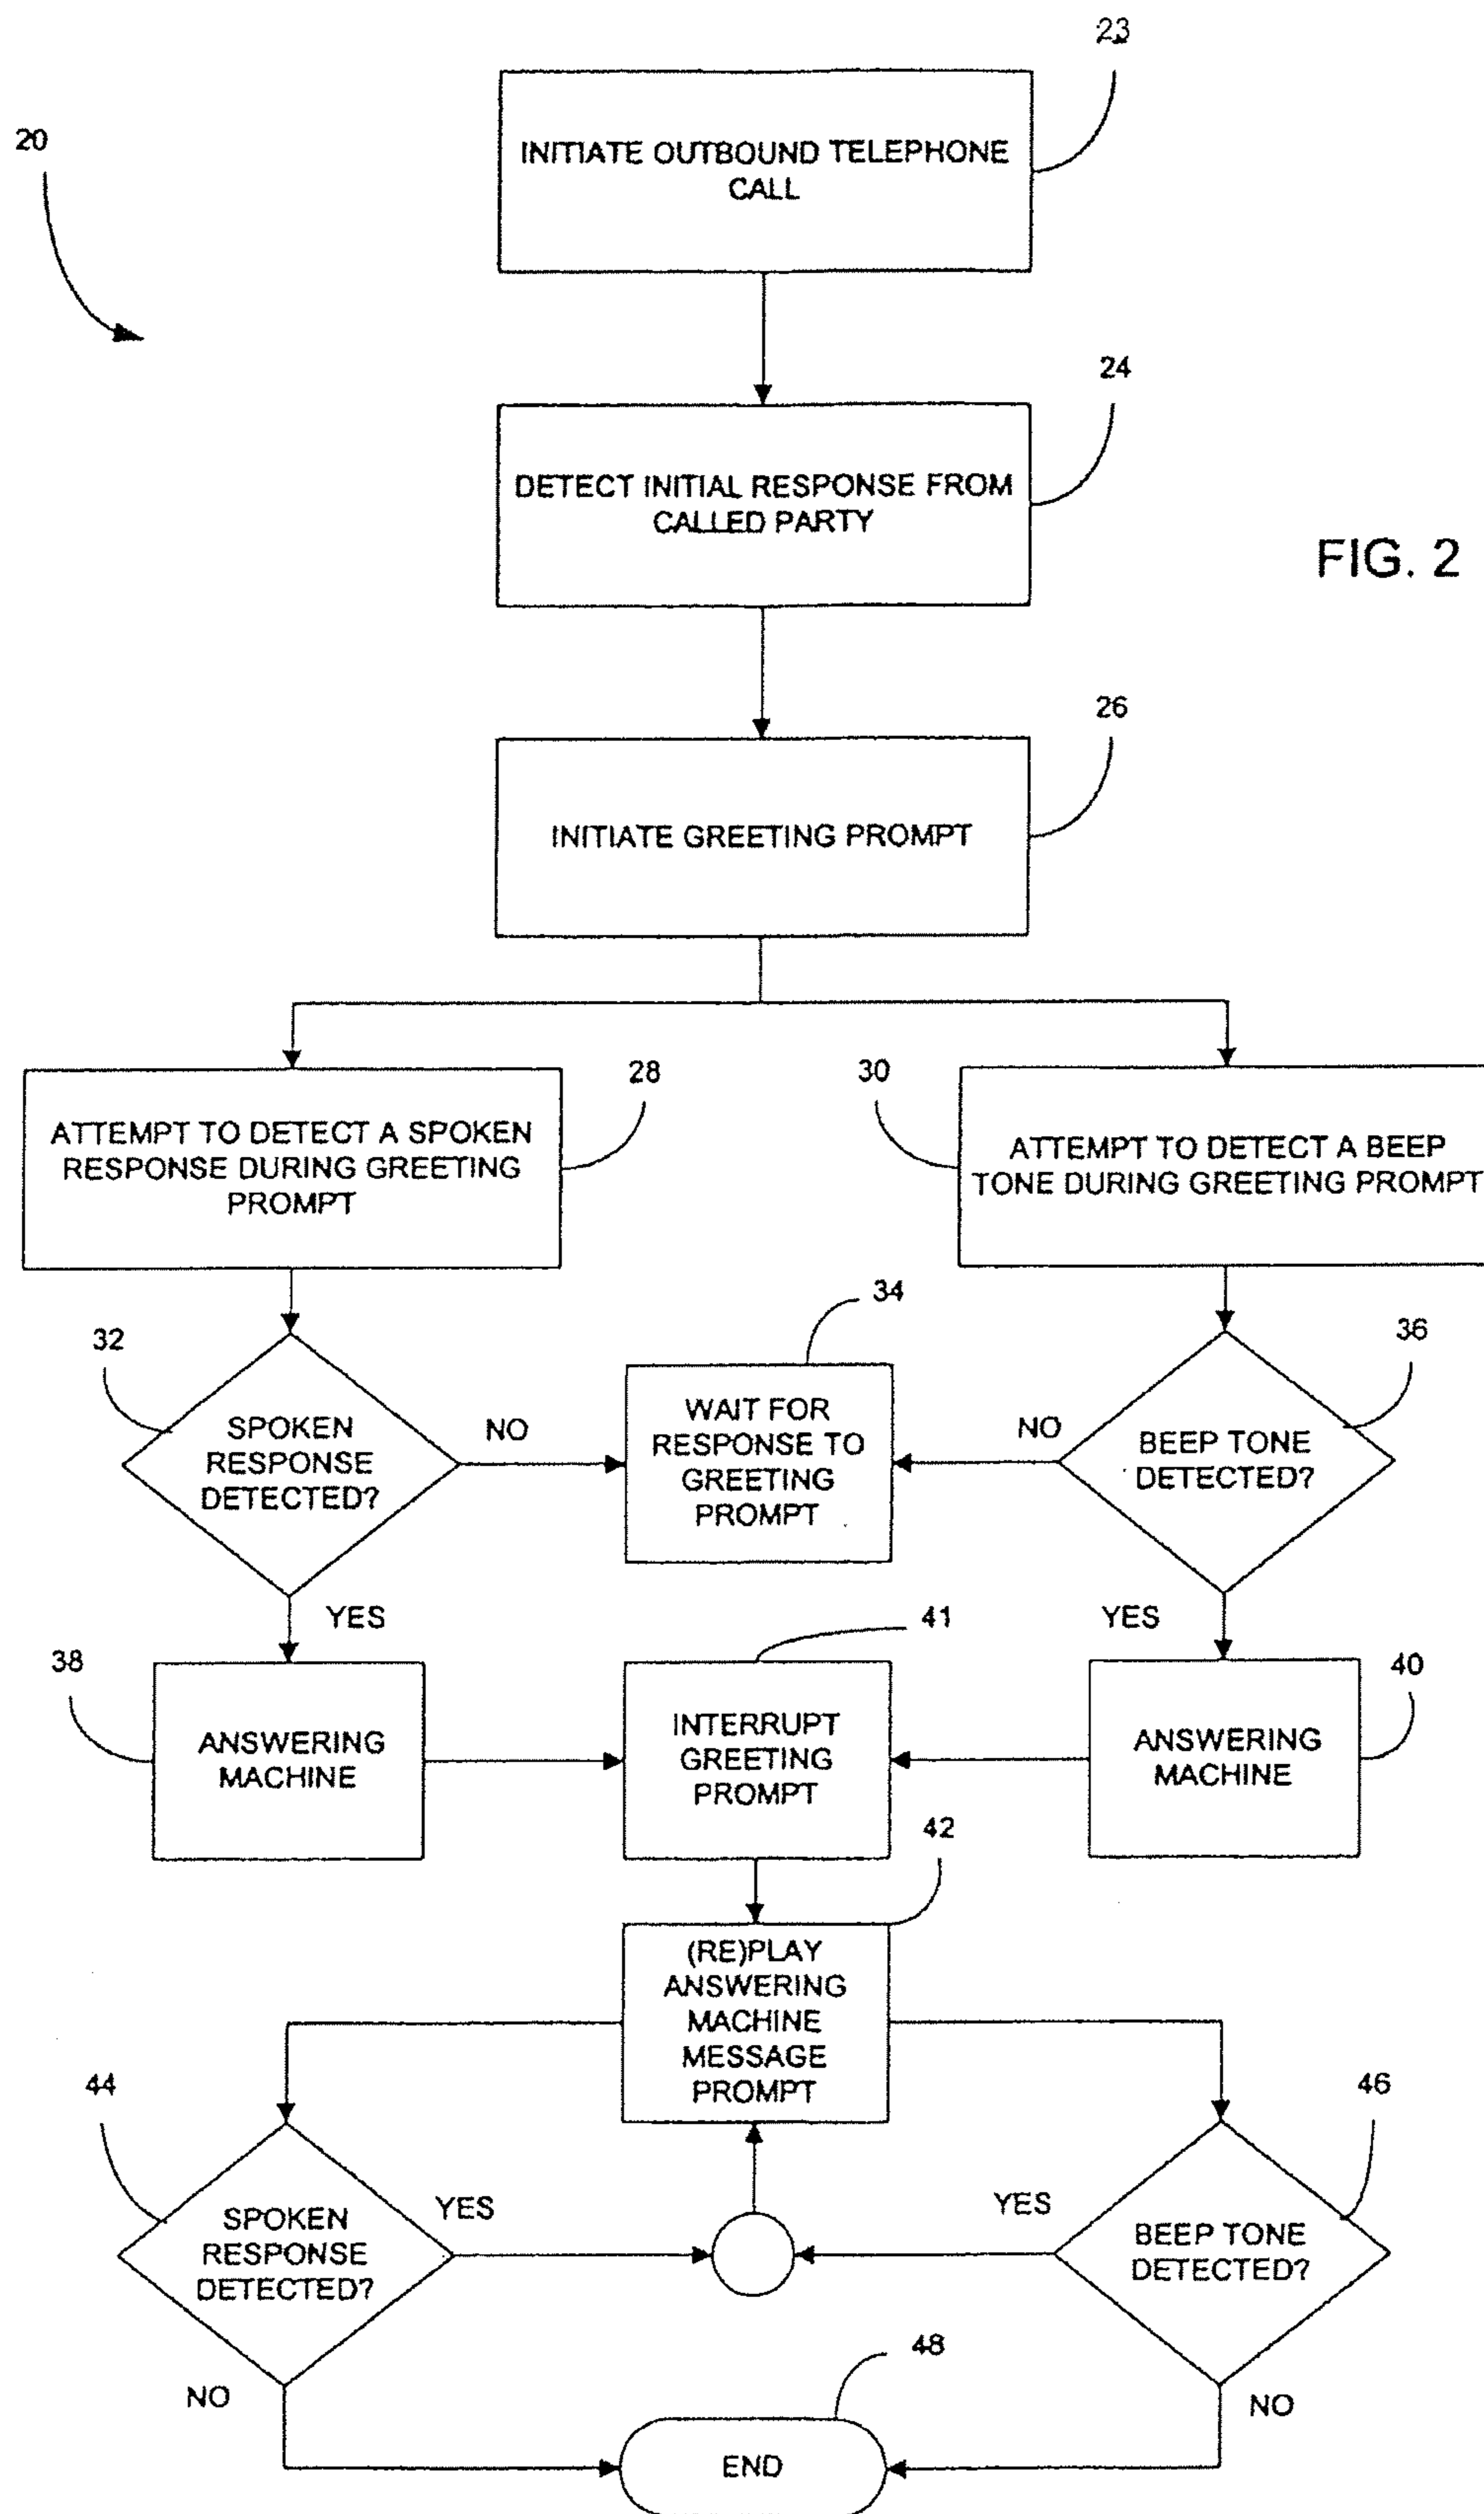 23
20
INITIATE OUTBOUND TELEPHONE
CALL
24
DETECT INITIAL RESPONSE FROM
CALLED PARTY
FIG. 2
26
INITIATE GREETING PROMPT
28
30
ATTEMPT TO DETECT A SPOKEN
RESPONSE DURING GREETING
PROMPT
ATTEMPT TO DETECT A BEEP
TONE DURING GREETING PROMPT
34
32
36
SPOKEN
RESPONSE
DETECTED?
NO
WAIT FOR
RESPONSE TO
GREETING
PROMPT
NO
BEEP TONE
DETECTED?
YES
41
YES
38
40
ANSWERING
MACHINE
INTERRUPT
GREETING
PROMPT
ANSWERING
MACHINE
42
(RE)PLAY
ANSWERING
MACHINE
MESSAGE
PROMPT
44
46
SPOKEN
RESPONSE
DETECTED?
YES
YES
BEEP TONE
DETECTED?
48
NO
NO
END